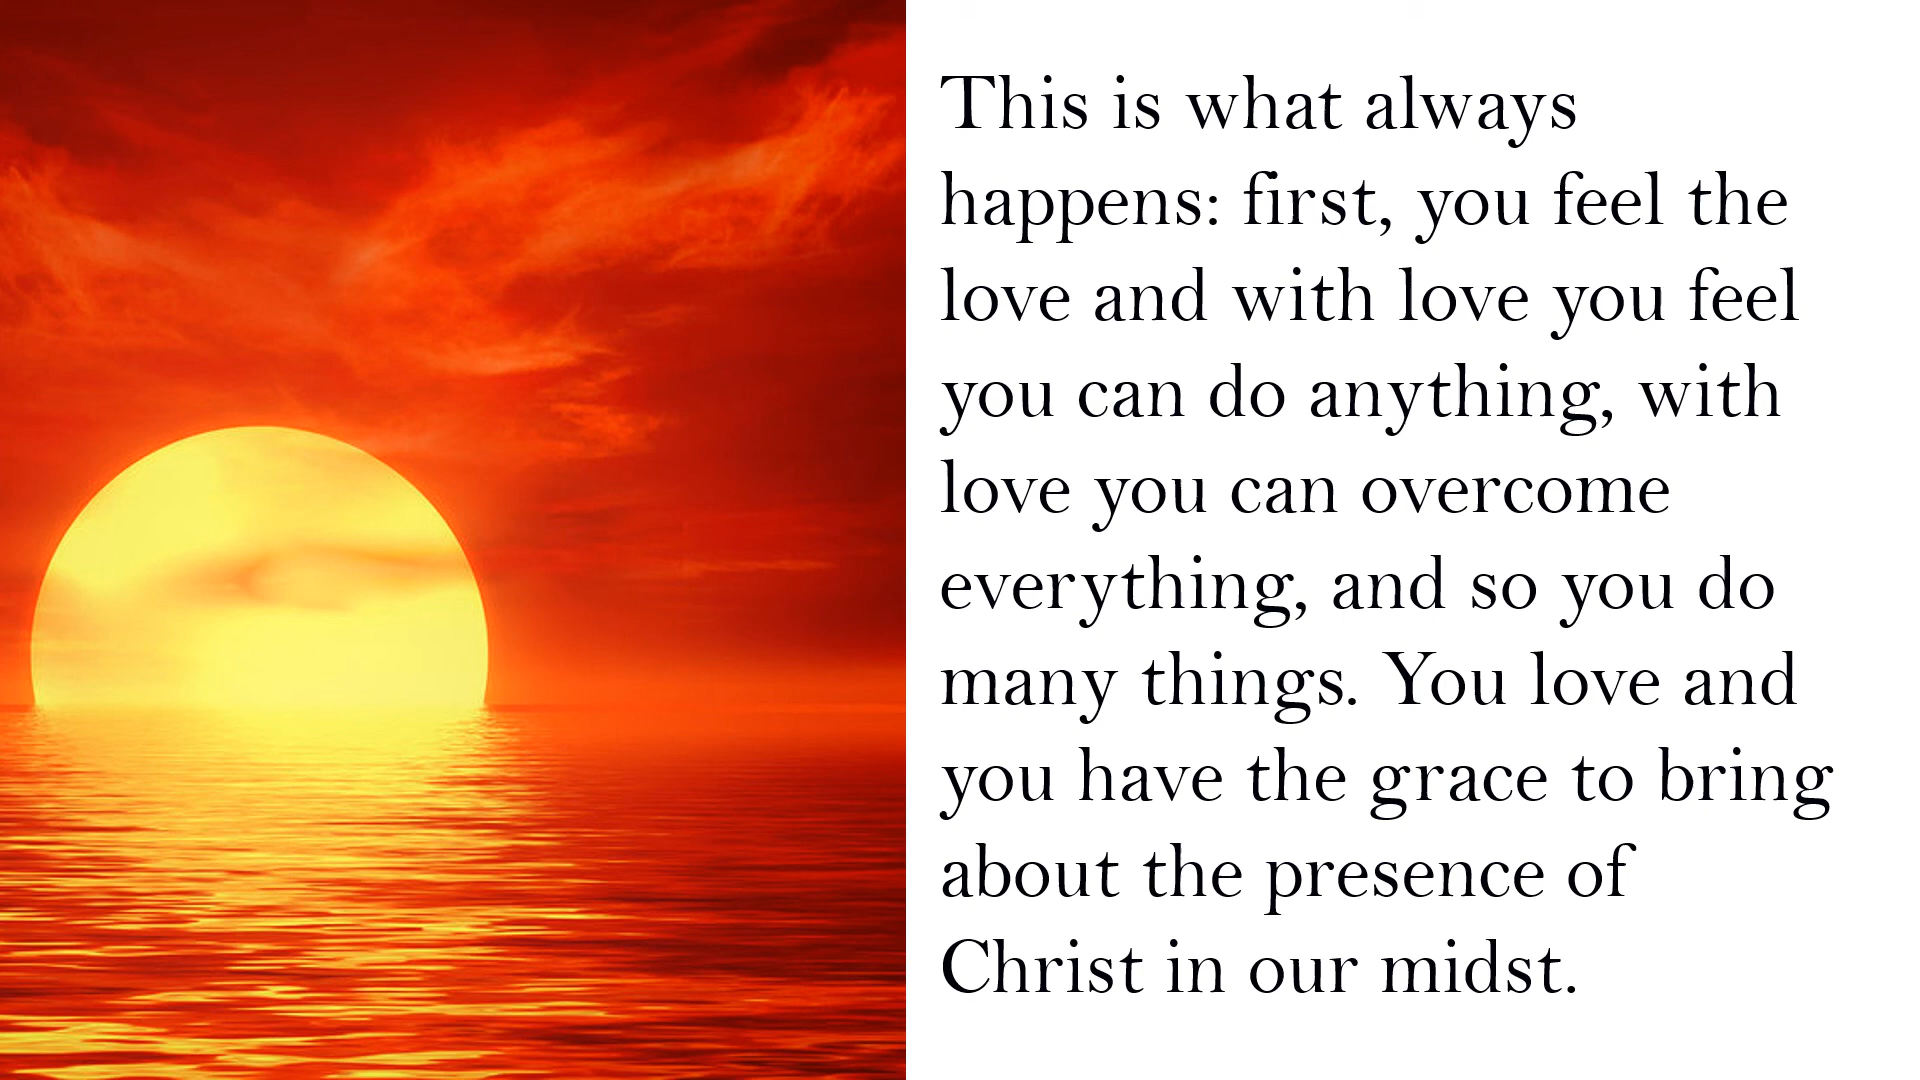 This is what always
happens: first, you feel the
love and with love you feel
you can do anything, with
love you can overcome
everything, and so you do
many things. You love and
you have the grace to bring
about the presence of
Christ in our midst.